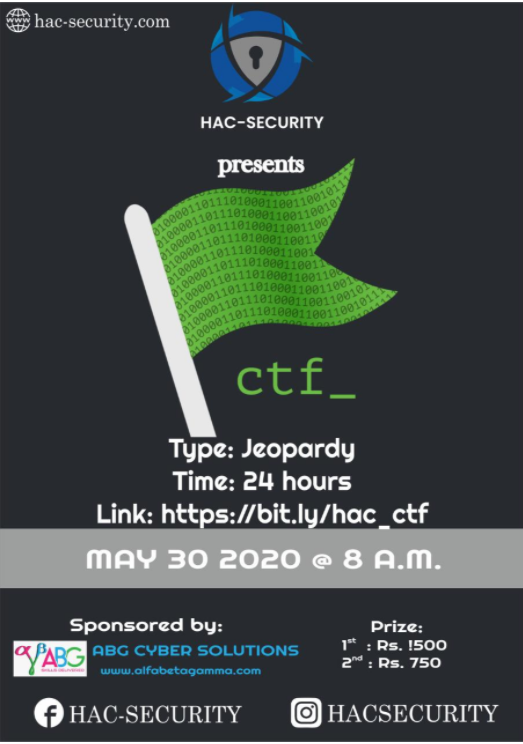 hac-security.com
HAC-SECURITY
presents
ctf_
Type: Jeopardy
Time: 24 hours
Link: https://bit.ly/hac_ctf
MAY 30 2020 @ 8 A.M.
Sponsored by:
αβγABG
ABG CYBER SOLUTIONS
www.alfabetagamma.com
Prize:
1st : Rs. 1500
2nd : Rs. 750
HAC-SECURITY
HACSECURITY